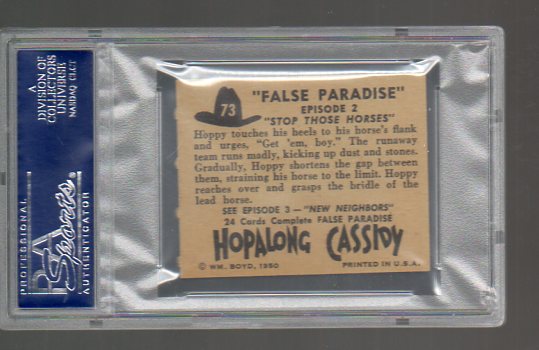 A
DIVISION OF
COLLECTORS
UNIVERSE
NASDAQ CLCT
PROFESSIONAL
PSA
Sports
AUTHENTICATOR
73
"FALSE PARADISE"
EPISODE 2
"STOP THOSE HORSES"
Hoppy touches his heels to his horse's flank
and urges, "Get 'em, boy." The runaway
team runs madly, kicking up dust and stones.
Gradually, Hoppy shortens the gap between
them, straining his horse to the limit. Hoppy
reaches over and grasps the bridle of the
lead horse.
SEE EPISODE 3 — "NEW NEIGHBORS"
24 Cards Complete FALSE PARADISE
HOPALONG CASSIDY
© WM. BOYD, 1950 PRINTED IN U.S.A.